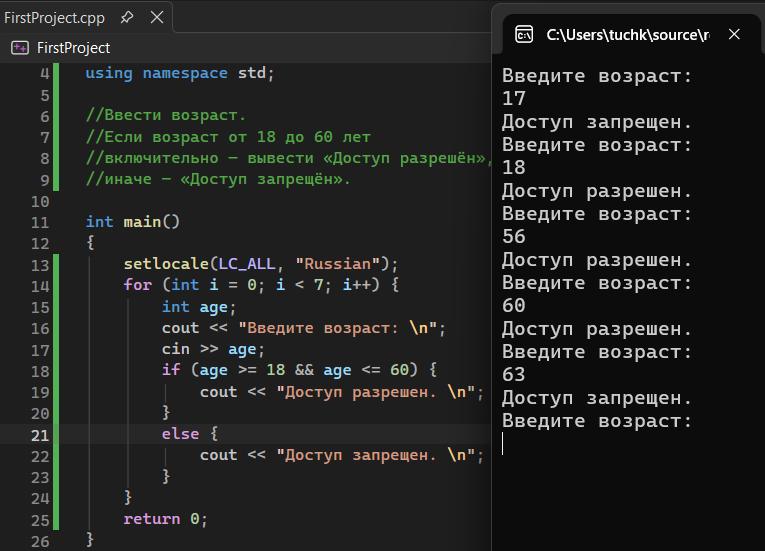 FirstProject.cpp
FirstProject
4 using namespace std;
5
6 //Ввести возраст.
7 //Если возраст от 18 до 60 лет
8 //включительно — вывести «Доступ разрешён»,
9 //иначе — «Доступ запрещён».
10
11 int main()
12 {
13 setlocale(LC_ALL, "Russian");
14 for (int i = 0; i < 7; i++) {
15 int age;
16 cout << "Введите возраст: \n";
17 cin >> age;
18 if (age >= 18 && age <= 60) {
19 cout << "Доступ разрешен. \n";
20 }
21 else {
22 cout << "Доступ запрещен. \n";
23 }
24 }
25 return 0;
26 }
C:\Users\tuchk\source\r
Введите возраст:
17
Доступ запрещен.
Введите возраст:
18
Доступ разрешен.
Введите возраст:
56
Доступ разрешен.
Введите возраст:
60
Доступ разрешен.
Введите возраст:
63
Доступ запрещен.
Введите возраст: